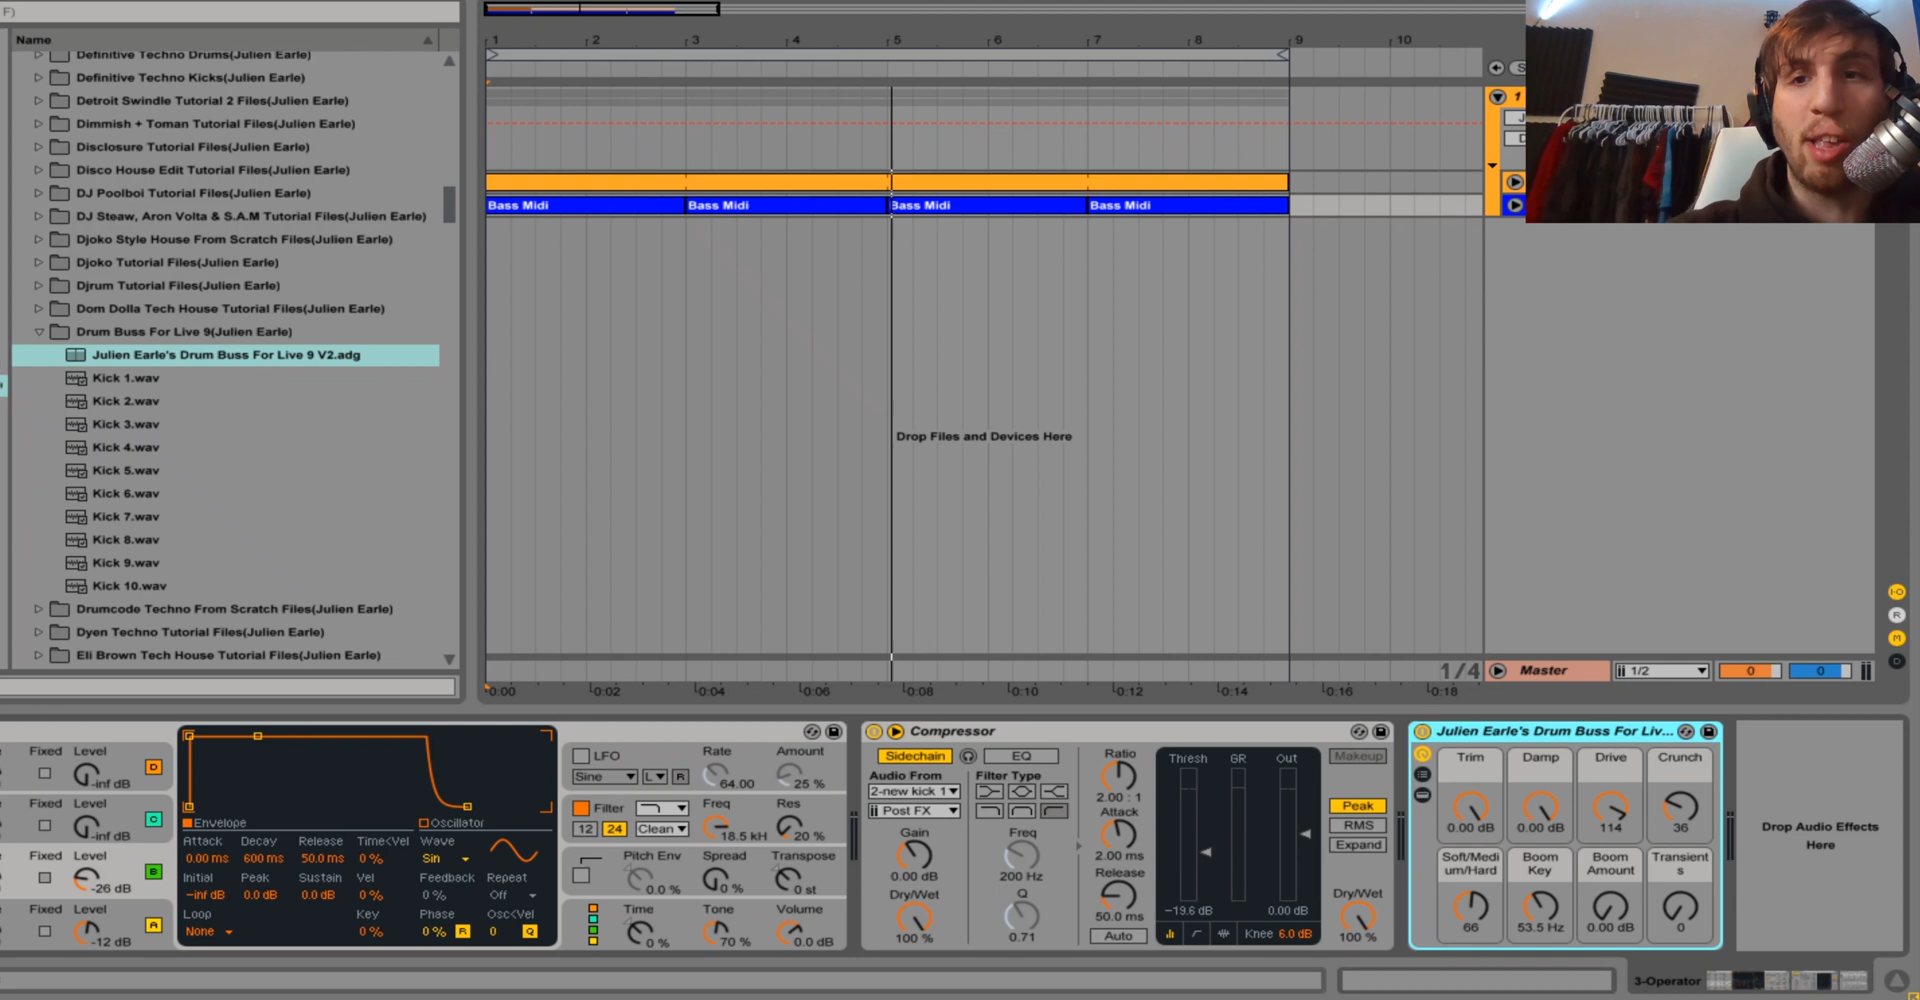 F)
Name
Definitive Techno Drums(Julien Earle)
Definitive Techno Kicks(Julien Earle)
Detroit Swindle Tutorial 2 Files(Julien Earle)
Dimmish + Toman Tutorial Files(Julien Earle)
Disclosure Tutorial Files(Julien Earle)
Disco House Edit Tutorial Files(Julien Earle)
DJ Poolboi Tutorial Files(Julien Earle)
DJ Steaw, Aron Volta & S.A.M Tutorial Files(Julien Earle)
Djoko Style House From Scratch Files(Julien Earle)
Djoko Tutorial Files(Julien Earle)
Djrum Tutorial Files(Julien Earle)
Dom Dolla Tech House Tutorial Files(Julien Earle)
Drum Buss For Live 9(Julien Earle)
Julien Earle's Drum Buss For Live 9 V2.adg
Kick 1.wav
Kick 2.wav
Kick 3.wav
Kick 4.wav
Kick 5.wav
Kick 6.wav
Kick 7.wav
Kick 8.wav
Kick 9.wav
Kick 10.wav
Drumcode Techno From Scratch Files(Julien Earle)
Dyen Techno Tutorial Files(Julien Earle)
Eli Brown Tech House Tutorial Files(Julien Earle)
1 2 3 4 5 6 7 8 9 10
S
1
Bass Midi Bass Midi Bass Midi Bass Midi
Drop Files and Devices Here
I-O
R
M
D
1/4 Master 1/2 0 0
0:00 0:02 0:04 0:06 0:08 0:10 0:12 0:14 0:16 0:18
Fixed Level
-inf dB D
Fixed Level
-inf dB C
Fixed Level
-26 dB B
Fixed Level
-12 dB A
Envelope Oscillator
Attack Decay Release Time<Vel Wave
0.00 ms 600 ms 50.0 ms 0 % Sin
Initial Peak Sustain Vel Feedback Repeat
-inf dB 0.0 dB 0.0 dB 0 % 0 % Off
Loop Key Phase Osc<Vel
None 0 % 0 % R 0 Q
LFO Rate Amount
Sine L R 64.00 25 %
Filter Freq Res
12 24 Clean 18.5 kH 20 %
Pitch Env Spread Transpose
0.0 % 0 % 0 st
Time Tone Volume
0 % 70 % 0.0 dB
Compressor
Sidechain EQ
Audio From Filter Type
2-new kick 1
Post FX
Gain Freq
0.00 dB 200 Hz
Dry/Wet Q
100 % 0.71
Ratio
2.00 : 1
Attack
2.00 ms
Release
50.0 ms
Auto
Thresh GR Out
-19.6 dB 0.00 dB
Knee 6.0 dB
Makeup
Peak
RMS
Expand
Dry/Wet
100 %
Julien Earle's Drum Buss For Liv...
Trim Damp Drive Crunch
0.00 dB 0.00 dB 114 36
Soft/Medi
um/Hard
Boom
Key
Boom
Amount
Transient
s
66 53.5 Hz 0.00 dB 0
Drop Audio Effects
Here
3-Operator